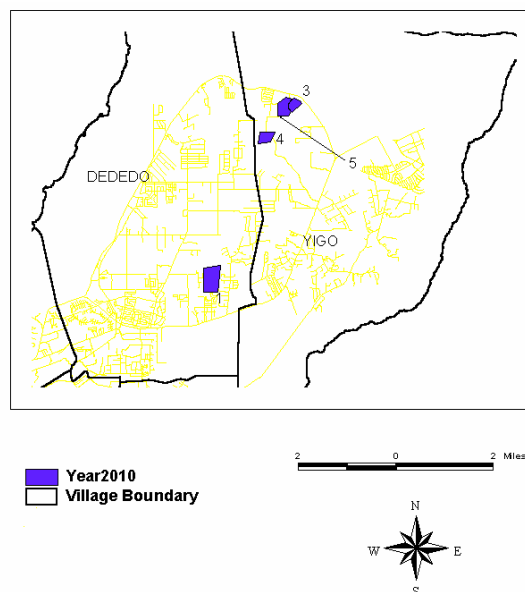 3
4
5
DEDEDO
YIGO
1
Year2010
Village Boundary
2 0 2 Miles
N
W E
S